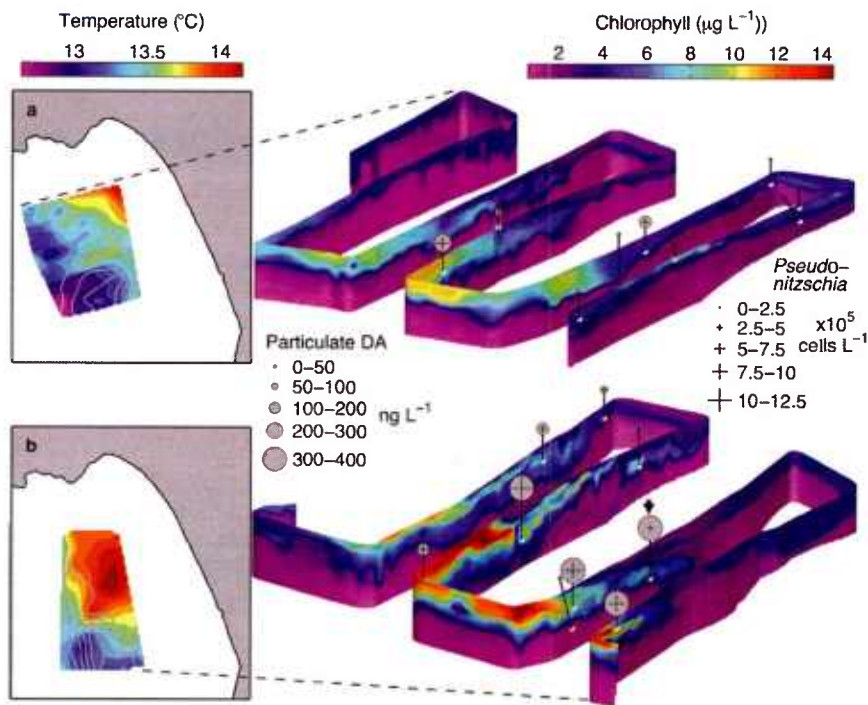 Temperature (°C)
13 13.5 14
Chlorophyll (µg L⁻¹))
2 4 6 8 10 12 14
a
Pseudo-
nitzschia
0–2.5
2.5–5
5–7.5
7.5–10
10–12.5
x10⁵
cells L⁻¹
Particulate DA
0–50
50–100
100–200
200–300
300–400
ng L⁻¹
b